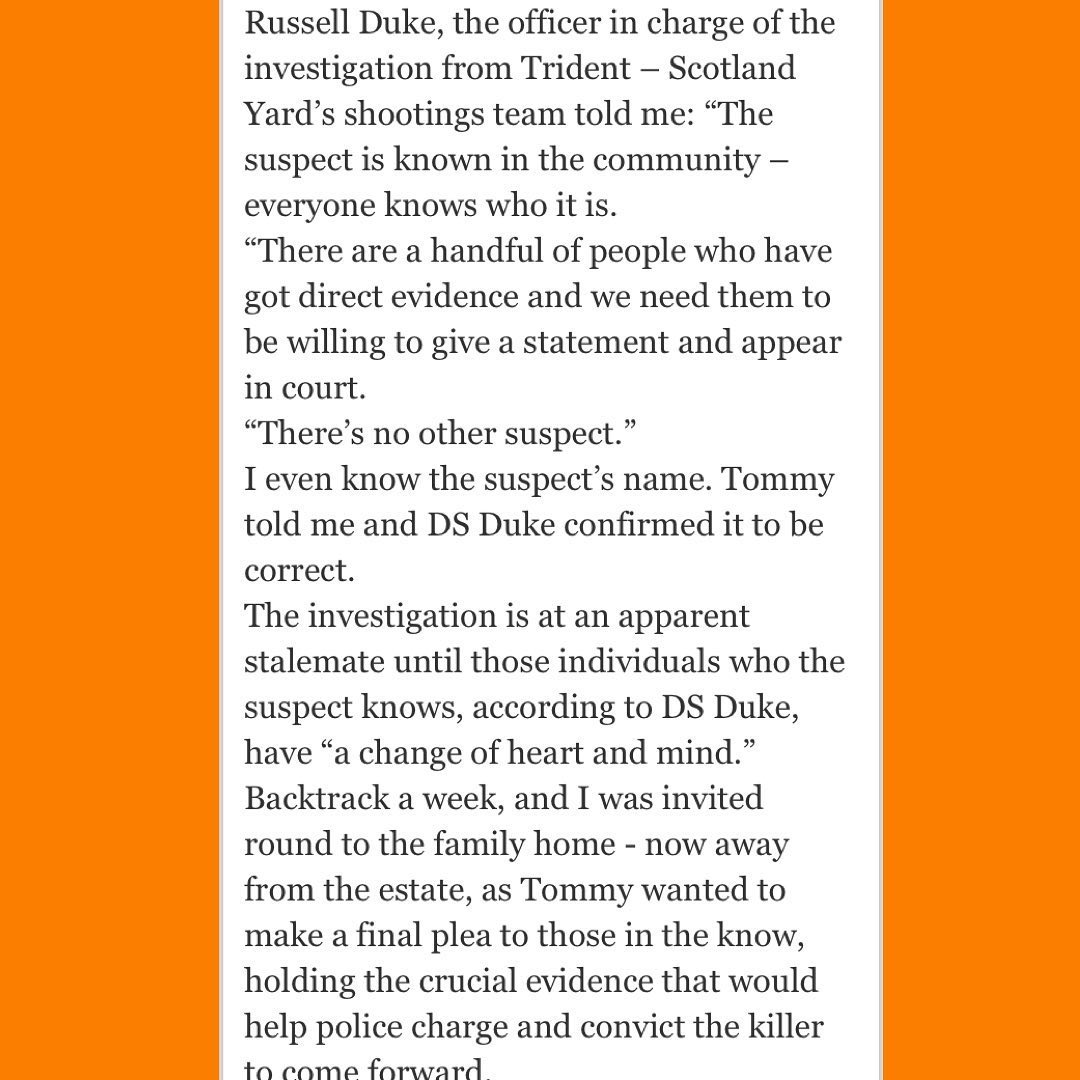 Russell Duke, the officer in charge of the
investigation from Trident – Scotland
Yard’s shootings team told me: “The
suspect is known in the community –
everyone knows who it is.
“There are a handful of people who have
got direct evidence and we need them to
be willing to give a statement and appear
in court.
“There’s no other suspect.”
I even know the suspect’s name. Tommy
told me and DS Duke confirmed it to be
correct.
The investigation is at an apparent
stalemate until those individuals who the
suspect knows, according to DS Duke,
have “a change of heart and mind.”
Backtrack a week, and I was invited
round to the family home - now away
from the estate, as Tommy wanted to
make a final plea to those in the know,
holding the crucial evidence that would
help police charge and convict the killer
to come forward.